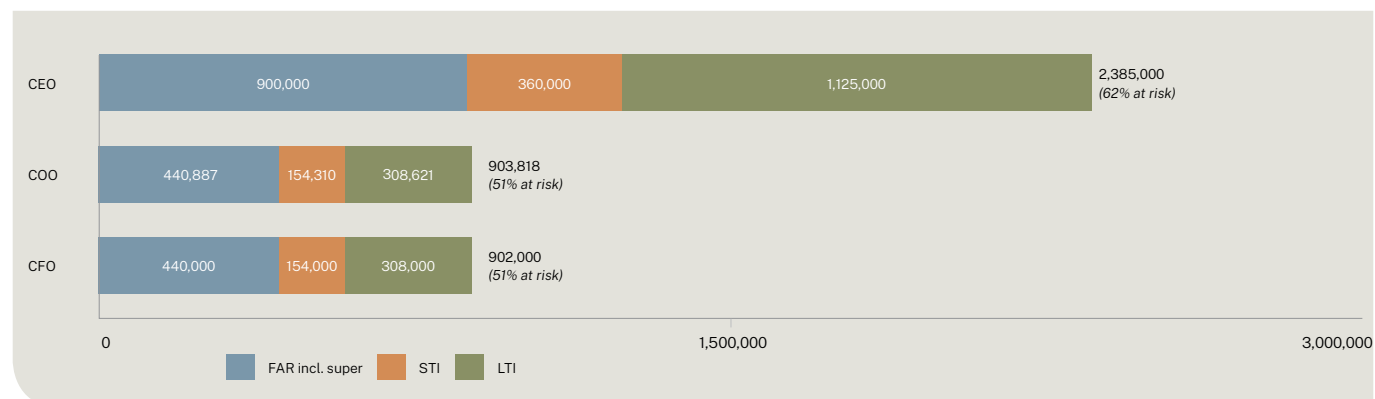 CEO
900,000
360,000
1,125,000
2,385,000
(62% at risk)
COO
440,887
154,310
308,621
903,818
(51% at risk)
CFO
440,000
154,000
308,000
902,000
(51% at risk)
0
1,500,000
3,000,000
FAR incl. super
STI
LTI